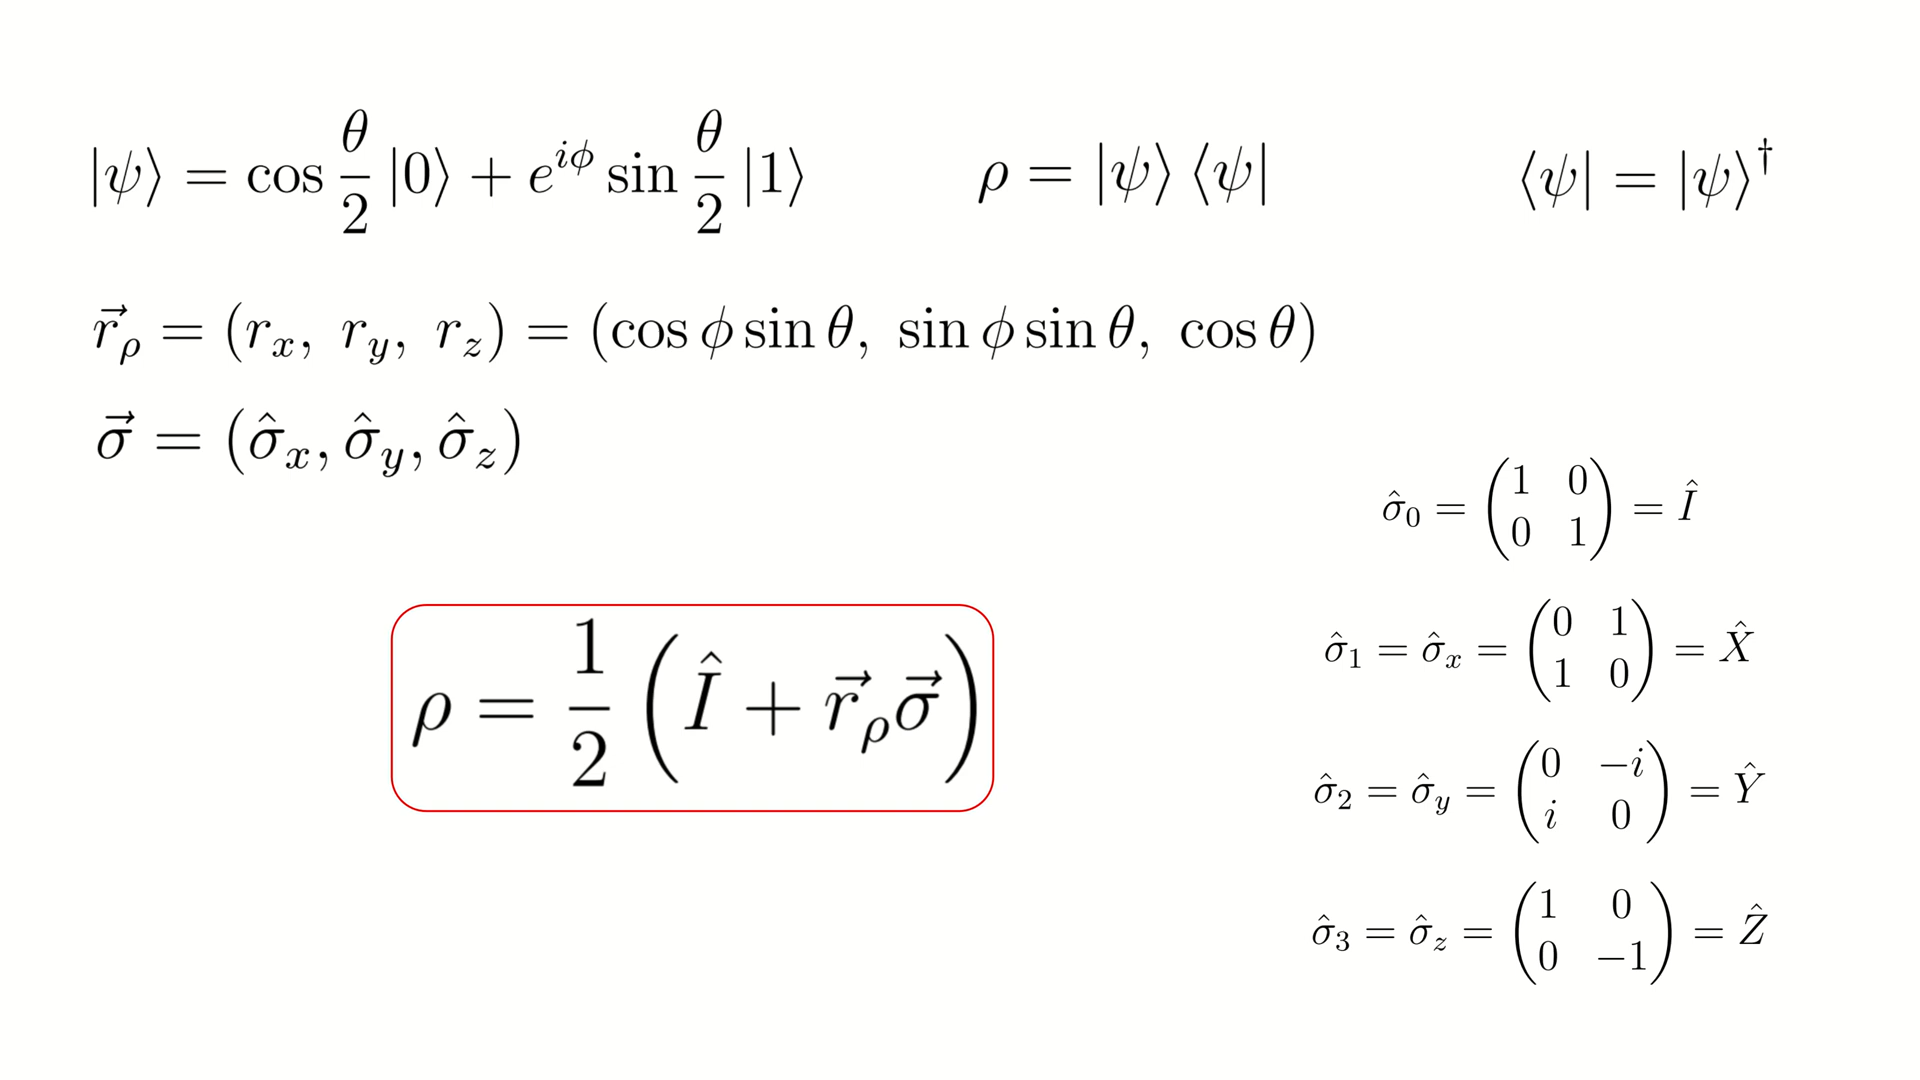 |ψ⟩ = cos θ/2 |0⟩ + e^{iϕ} sin θ/2 |1⟩
ρ = |ψ⟩ ⟨ψ|
⟨ψ| = |ψ⟩†
r⃗_ρ = (r_x, r_y, r_z) = (cos ϕ sin θ, sin ϕ sin θ, cos θ)
σ⃗ = (σ̂_x, σ̂_y, σ̂_z)
ρ = 1/2 (Î + r⃗_ρ σ⃗)
σ̂_0 = (1 0; 0 1) = Î
σ̂_1 = σ̂_x = (0 1; 1 0) = X̂
σ̂_2 = σ̂_y = (0 −i; i 0) = Ŷ
σ̂_3 = σ̂_z = (1 0; 0 −1) = Ẑ